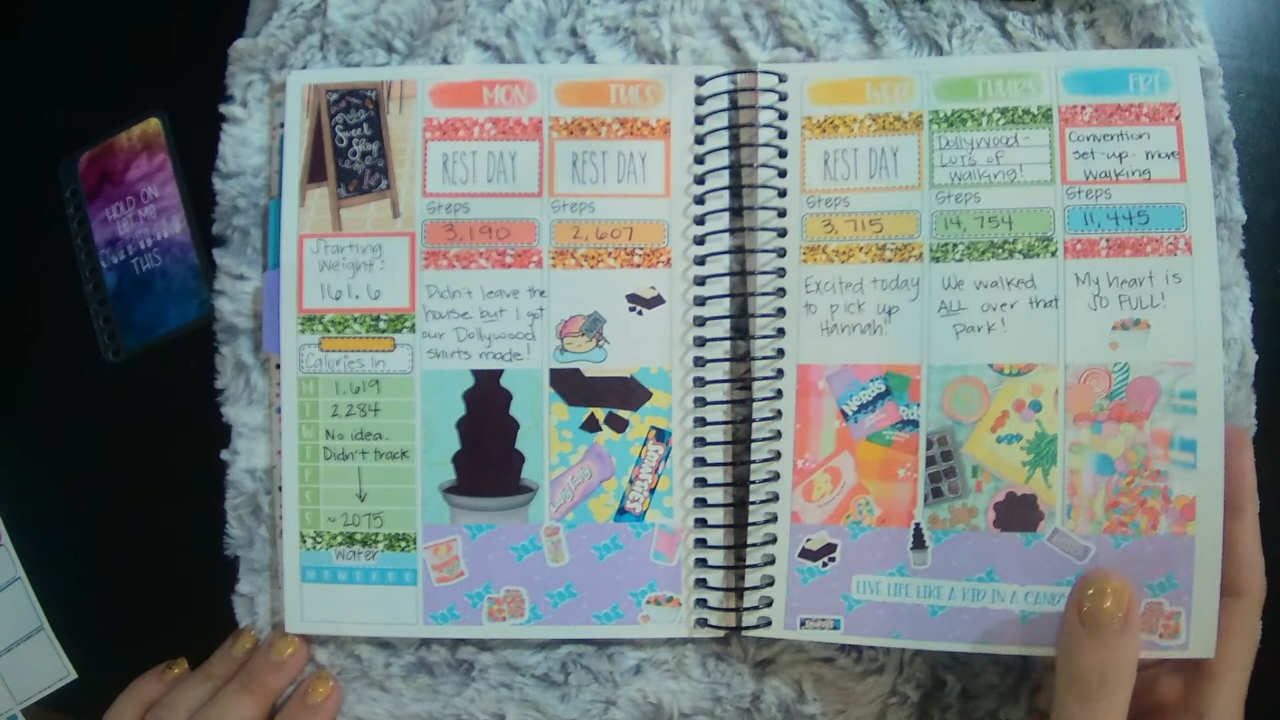 HOLD ON
LET ME
THIS
Sweet
Shop
Starting
Weight:
161.6
Calories In
M 1,619
T 2,284
W No idea.
T Didn't track
F
S
S ~2075
Water
MON
REST DAY
Steps
3,190
Didn't leave the
house but I got
our Dollywood
shirts made!
TUES
REST DAY
Steps
2,607
WED
REST DAY
Steps
3,715
Excited today
to pick up
Hannah
NERDS
THURS
Dollywood-
LOTS of
walking!
Steps
14,754
We walked
ALL over that
park!
FRI
Convention
set-up- more
walking
Steps
11,445
My heart is
SO FULL!
LIVE LIFE LIKE A KID IN A CANDY